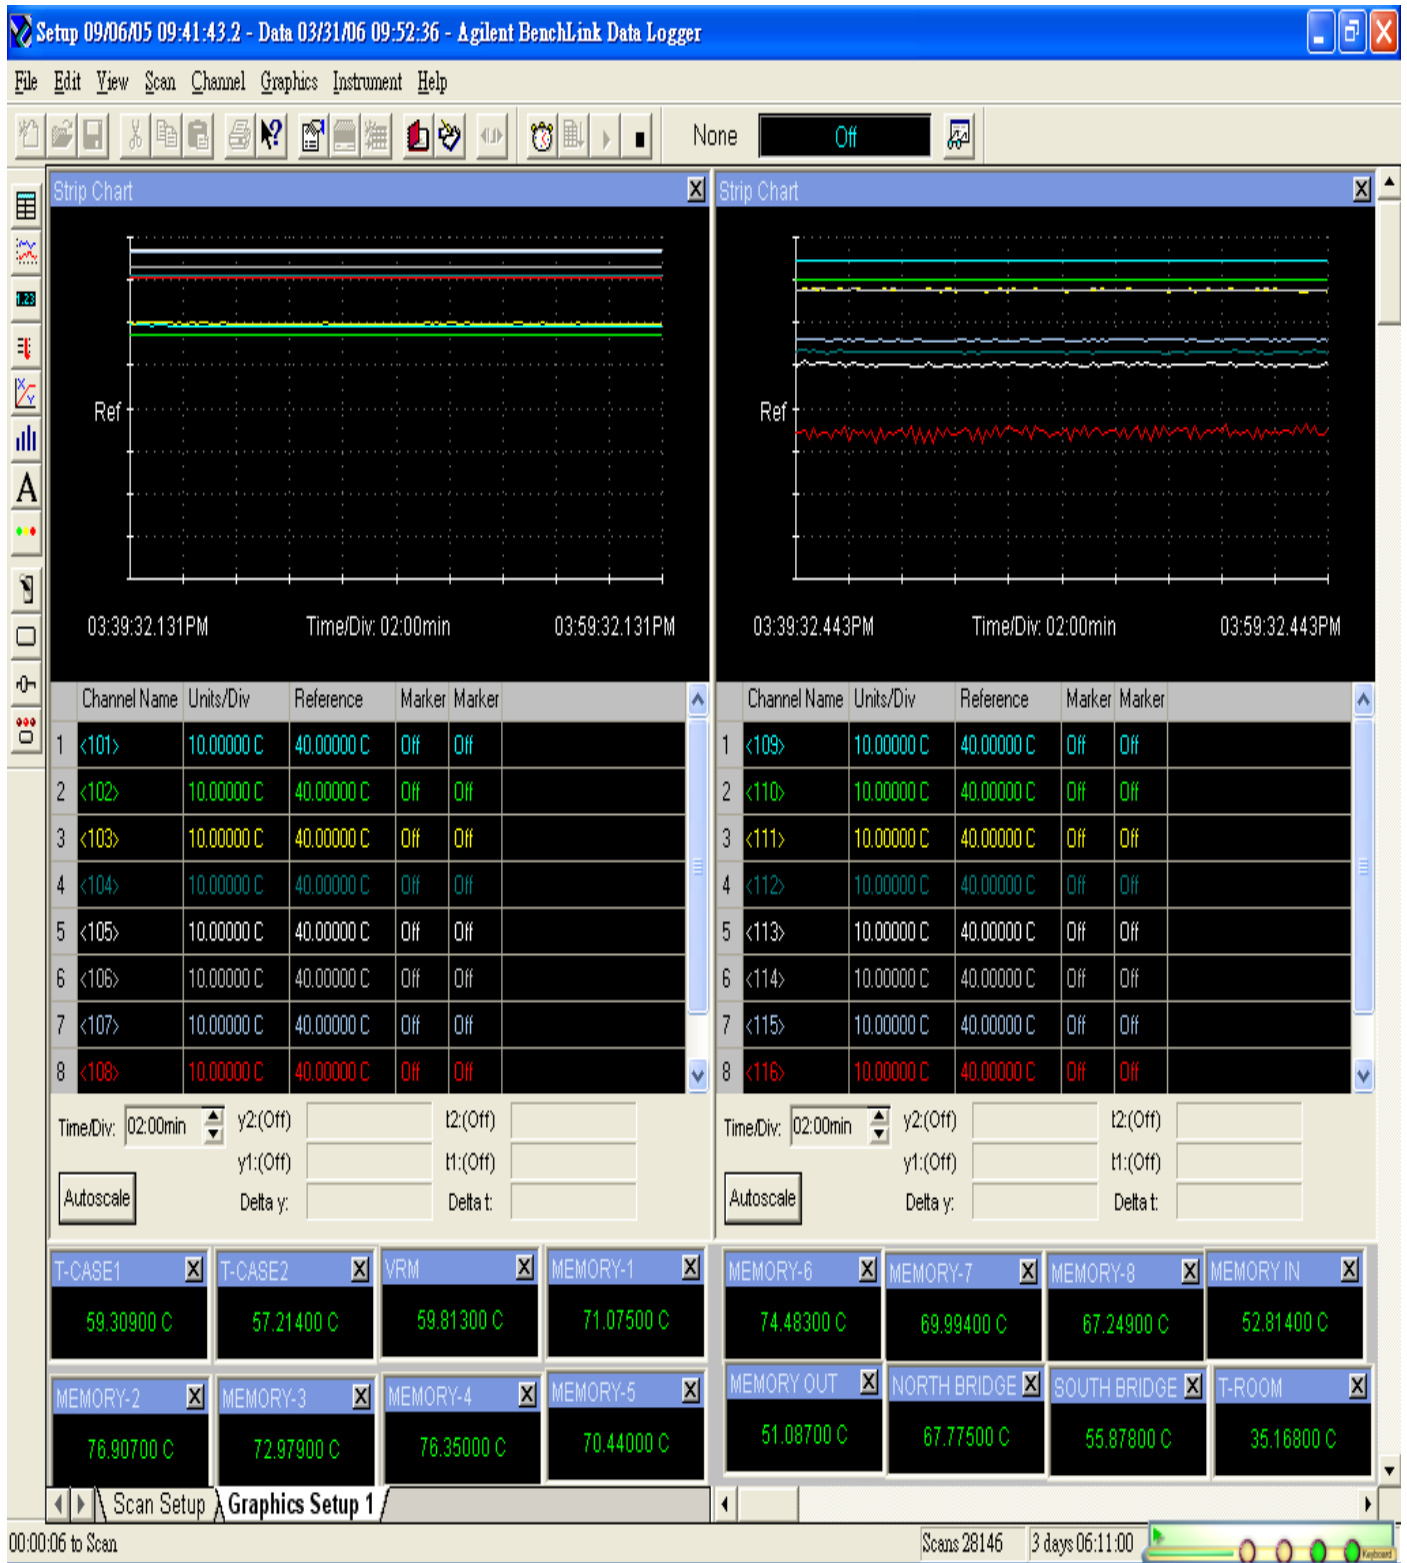 Setup 09/06/05 09:41:43.2 - Data 03/31/06 09:52:36 - Agilent BenchLink Data Logger
File Edit View Scan Channel Graphics Instrument Help
None Off
1.23
X Y
A
Strip Chart
Ref
03:39:32.131PM Time/Div: 02:00min 03:59:32.131PM
Channel Name Units/Div Reference Marker Marker
1 <101> 10.00000 C 40.00000 C Off Off
2 <102> 10.00000 C 40.00000 C Off Off
3 <103> 10.00000 C 40.00000 C Off Off
4 <104> 10.00000 C 40.00000 C Off Off
5 <105> 10.00000 C 40.00000 C Off Off
6 <106> 10.00000 C 40.00000 C Off Off
7 <107> 10.00000 C 40.00000 C Off Off
8 <108> 10.00000 C 40.00000 C Off Off
Time/Div: 02:00min y2:(Off) t2:(Off)
y1:(Off) t1:(Off)
Autoscale Delta y: Delta t:
Strip Chart
Ref
03:39:32.443PM Time/Div: 02:00min 03:59:32.443PM
Channel Name Units/Div Reference Marker Marker
1 <109> 10.00000 C 40.00000 C Off Off
2 <110> 10.00000 C 40.00000 C Off Off
3 <111> 10.00000 C 40.00000 C Off Off
4 <112> 10.00000 C 40.00000 C Off Off
5 <113> 10.00000 C 40.00000 C Off Off
6 <114> 10.00000 C 40.00000 C Off Off
7 <115> 10.00000 C 40.00000 C Off Off
8 <116> 10.00000 C 40.00000 C Off Off
Time/Div: 02:00min y2:(Off) t2:(Off)
y1:(Off) t1:(Off)
Autoscale Delta y: Delta t:
T-CASE1 T-CASE2 VRM MEMORY-1 MEMORY-6 MEMORY-7 MEMORY-8 MEMORY IN
59.30900 C 57.21400 C 59.81300 C 71.07500 C 74.48300 C 69.99400 C 67.24900 C 52.81400 C
MEMORY-2 MEMORY-3 MEMORY-4 MEMORY-5 MEMORY OUT NORTH BRIDGE SOUTH BRIDGE T-ROOM
76.90700 C 72.97900 C 76.35000 C 70.44000 C 51.08700 C 67.77500 C 55.87800 C 35.16800 C
Scan Setup Graphics Setup 1
00:00:06 to Scan Scans 28146 3 days 06:11:00 Keyboard